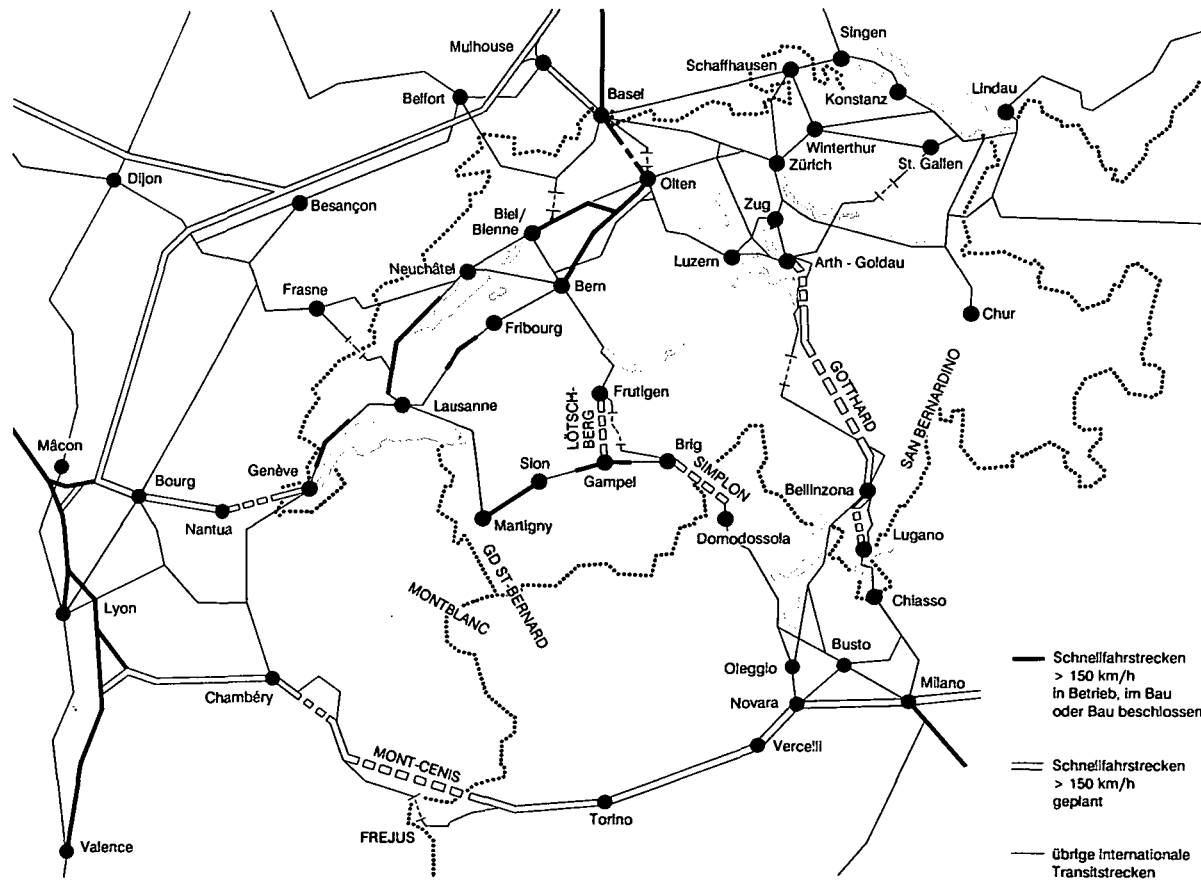 Singen
Mulhouse
Schaffhausen
Basel
Belfort
Konstanz
Lindau
Winterthur
Zürich
St. Gallen
Dijon
Olten
Besançon
Biel/
Bienne
Zug
Neuchâtel
Luzern
Arth - Goldau
Frasne
Bern
Fribourg
Chur
GOTTHARD
SAN BERNARDINO
Frutigen
LÖTSCH-
BERG
Lausanne
Mâcon
Genève
Brig
Sion
SIMPLON
Bourg
Gampel
Bellinzona
Nantua
Martigny
Domodossola
Lugano
GD ST-BERNARD
MONTBLANC
Chiasso
Lyon
Busto
Oleggio
Milano
Chambéry
Novara
MONT-CENIS
Vercelli
Torino
FREJUS
Valence
Schnellfahrstrecken
> 150 km/h
in Betrieb, im Bau
oder Bau beschlossen
Schnellfahrstrecken
> 150 km/h
geplant
übrige internationale
Transitstrecken